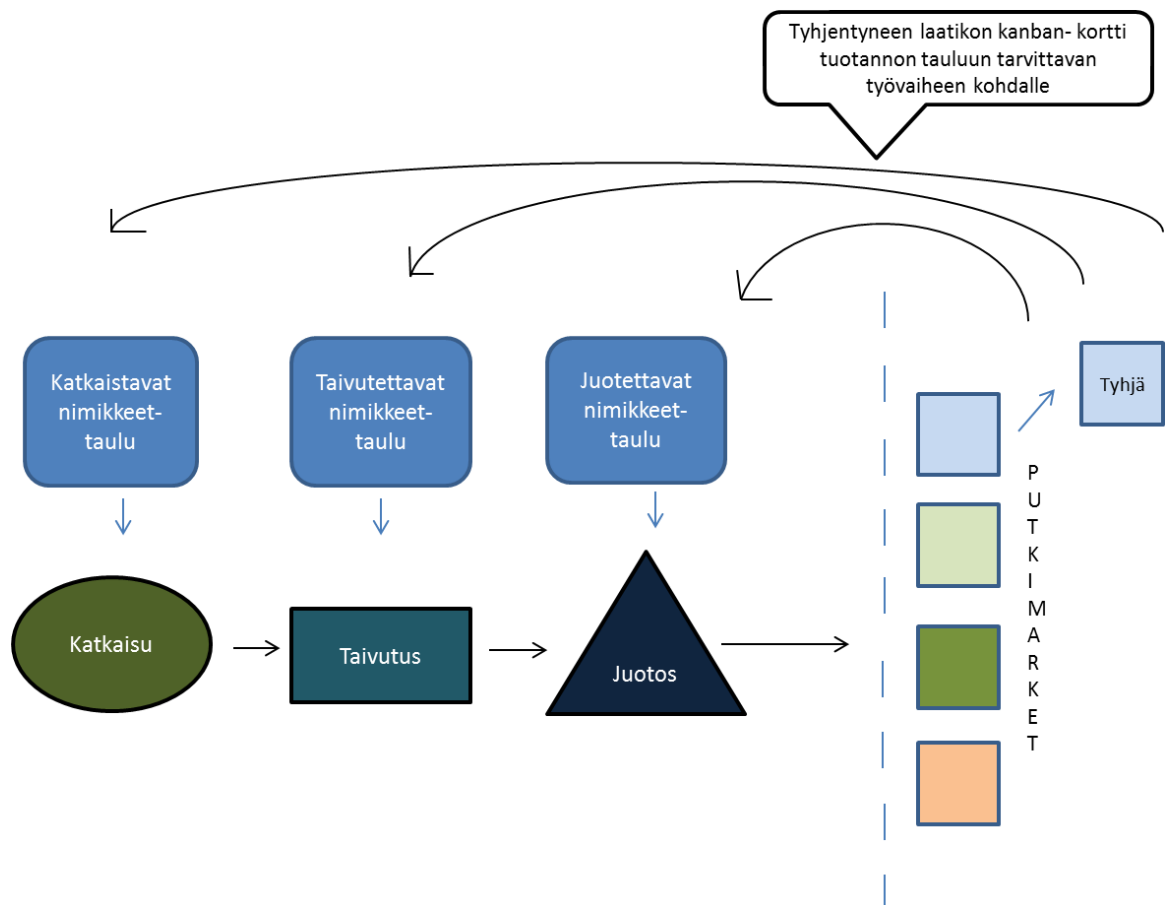 Tyhjentyneen laatikon kanban- kortti
tuotannon tauluun tarvittavan
työvaiheen kohdalle
Katkaistavat
nimikkeet-
taulu
Taivutettavat
nimikkeet-
taulu
Juotettavat
nimikkeet-
taulu
Tyhjä
P
U
T
K
I
M
A
R
K
E
T
Katkaisu
Taivutus
Juotos